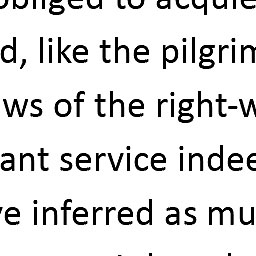 obliged to acquie
d, like the pilgrim
ws of the right-w
ant service indee
ve inferred as mu